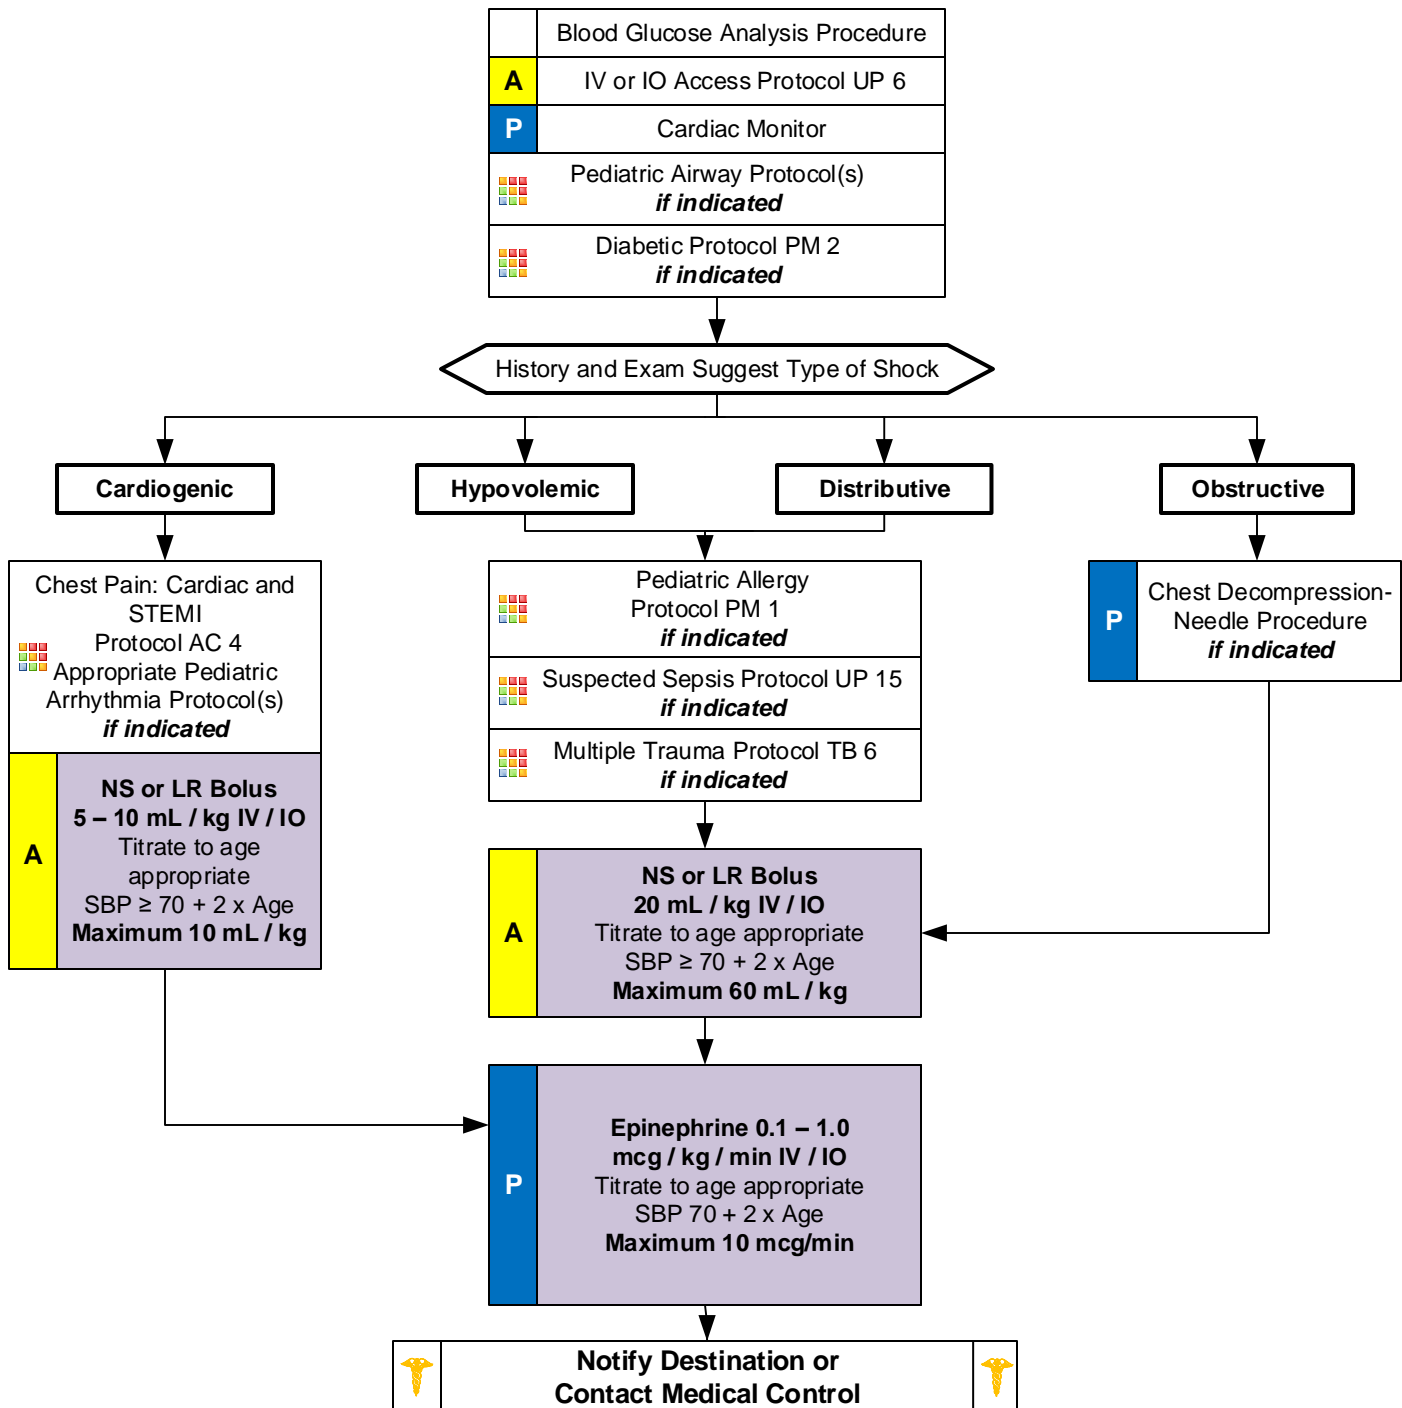 Blood Glucose Analysis Procedure
A
IV or IO Access Protocol UP 6
P
Cardiac Monitor
Pediatric Airway Protocol(s)
if indicated
Diabetic Protocol PM 2
if indicated
History and Exam Suggest Type of Shock
Cardiogenic
Hypovolemic
Distributive
Obstructive
Chest Pain: Cardiac and
STEMI
Protocol AC 4
Appropriate Pediatric
Arrhythmia Protocol(s)
if indicated
A
NS or LR Bolus
5 – 10 mL / kg IV / IO
Titrate to age
appropriate
SBP ≥ 70 + 2 x Age
Maximum 10 mL / kg
Pediatric Allergy
Protocol PM 1
if indicated
Suspected Sepsis Protocol UP 15
if indicated
Multiple Trauma Protocol TB 6
if indicated
P
Chest Decompression-
Needle Procedure
if indicated
A
NS or LR Bolus
20 mL / kg IV / IO
Titrate to age appropriate
SBP ≥ 70 + 2 x Age
Maximum 60 mL / kg
P
Epinephrine 0.1 – 1.0
mcg / kg / min IV / IO
Titrate to age appropriate
SBP 70 + 2 x Age
Maximum 10 mcg/min
Notify Destination or
Contact Medical Control